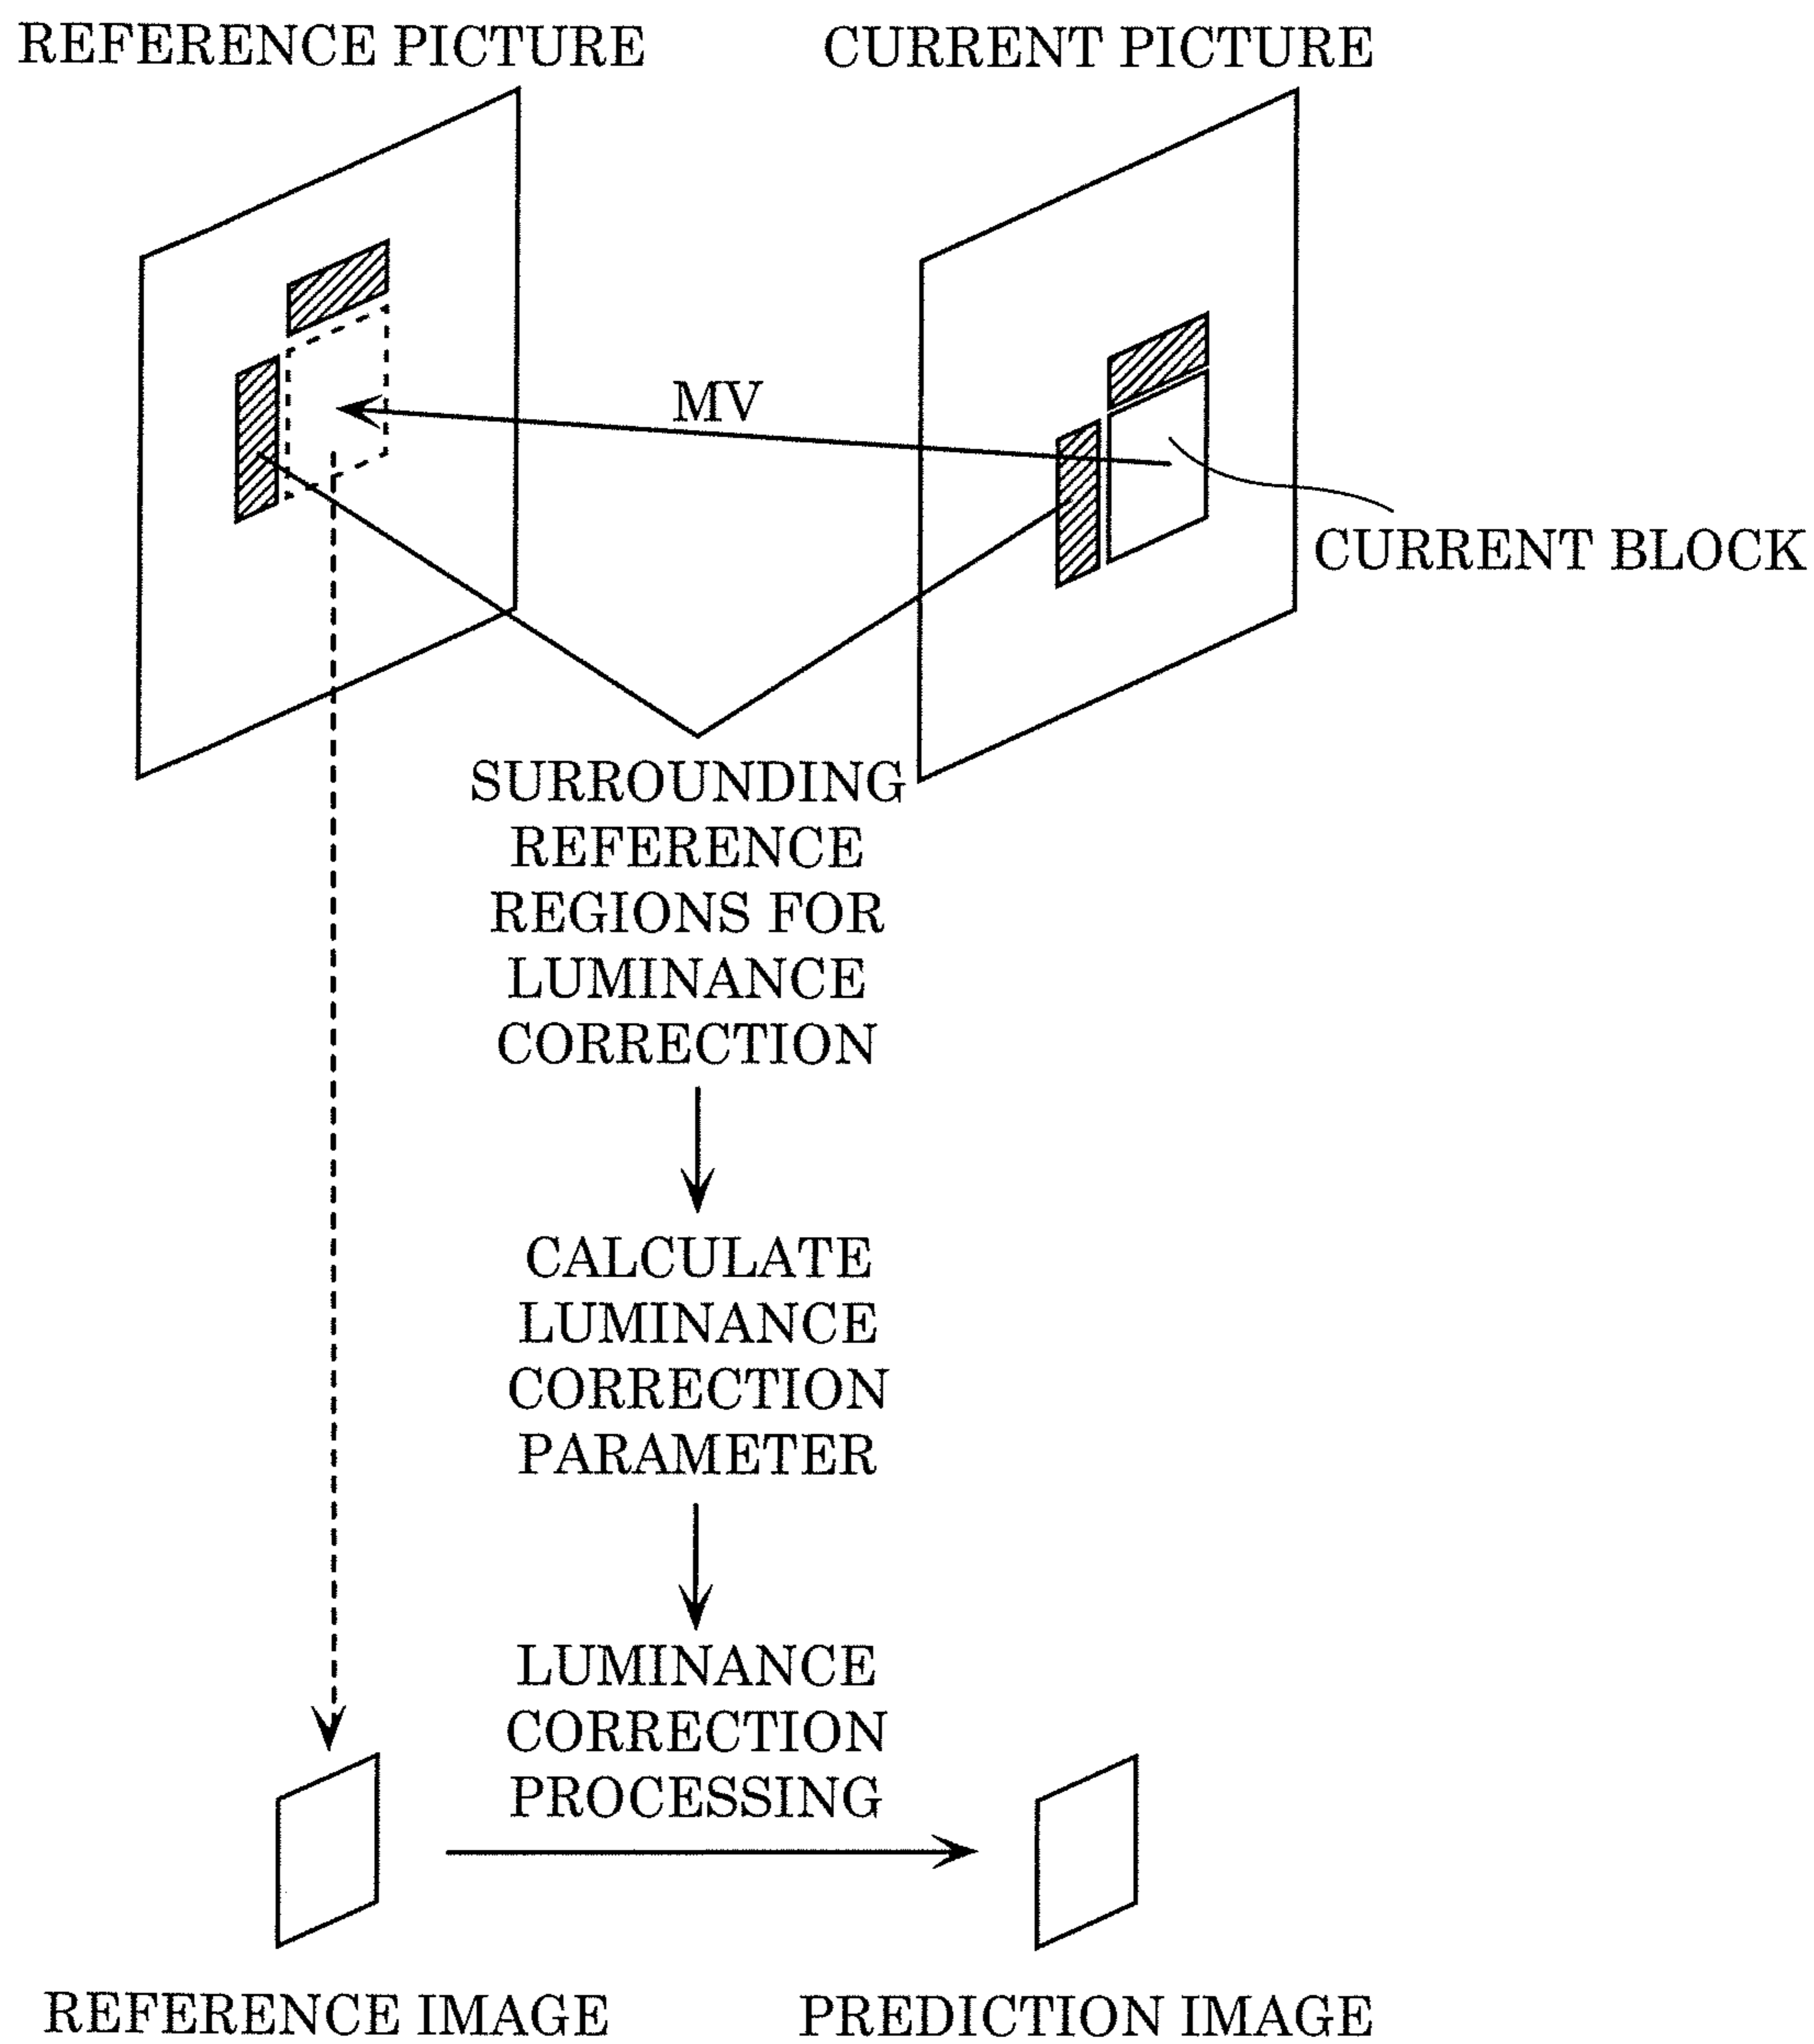 REFERENCE PICTURE
CURRENT PICTURE
MV
CURRENT BLOCK
SURROUNDING
REFERENCE
REGIONS FOR
LUMINANCE
CORRECTION
CALCULATE
LUMINANCE
CORRECTION
PARAMETER
LUMINANCE
CORRECTION
PROCESSING
REFERENCE IMAGE
PREDICTION IMAGE